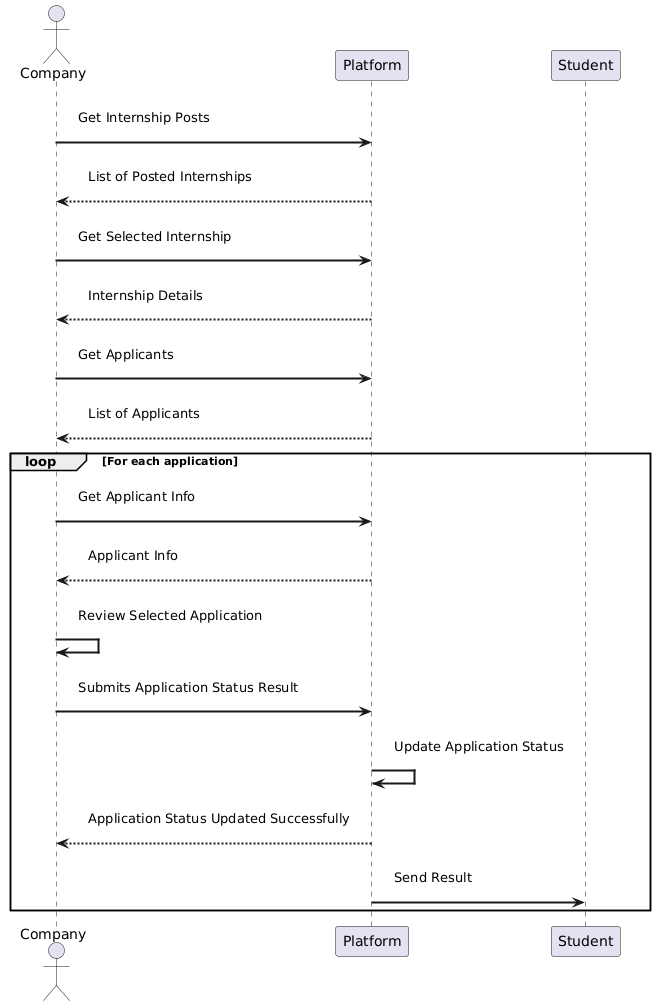 Company
Platform
Student
Get Internship Posts
List of Posted Internships
Get Selected Internship
Internship Details
Get Applicants
List of Applicants
loop
[For each application]
Get Applicant Info
Applicant Info
Review Selected Application
Submits Application Status Result
Update Application Status
Application Status Updated Successfully
Send Result
Company
Platform
Student